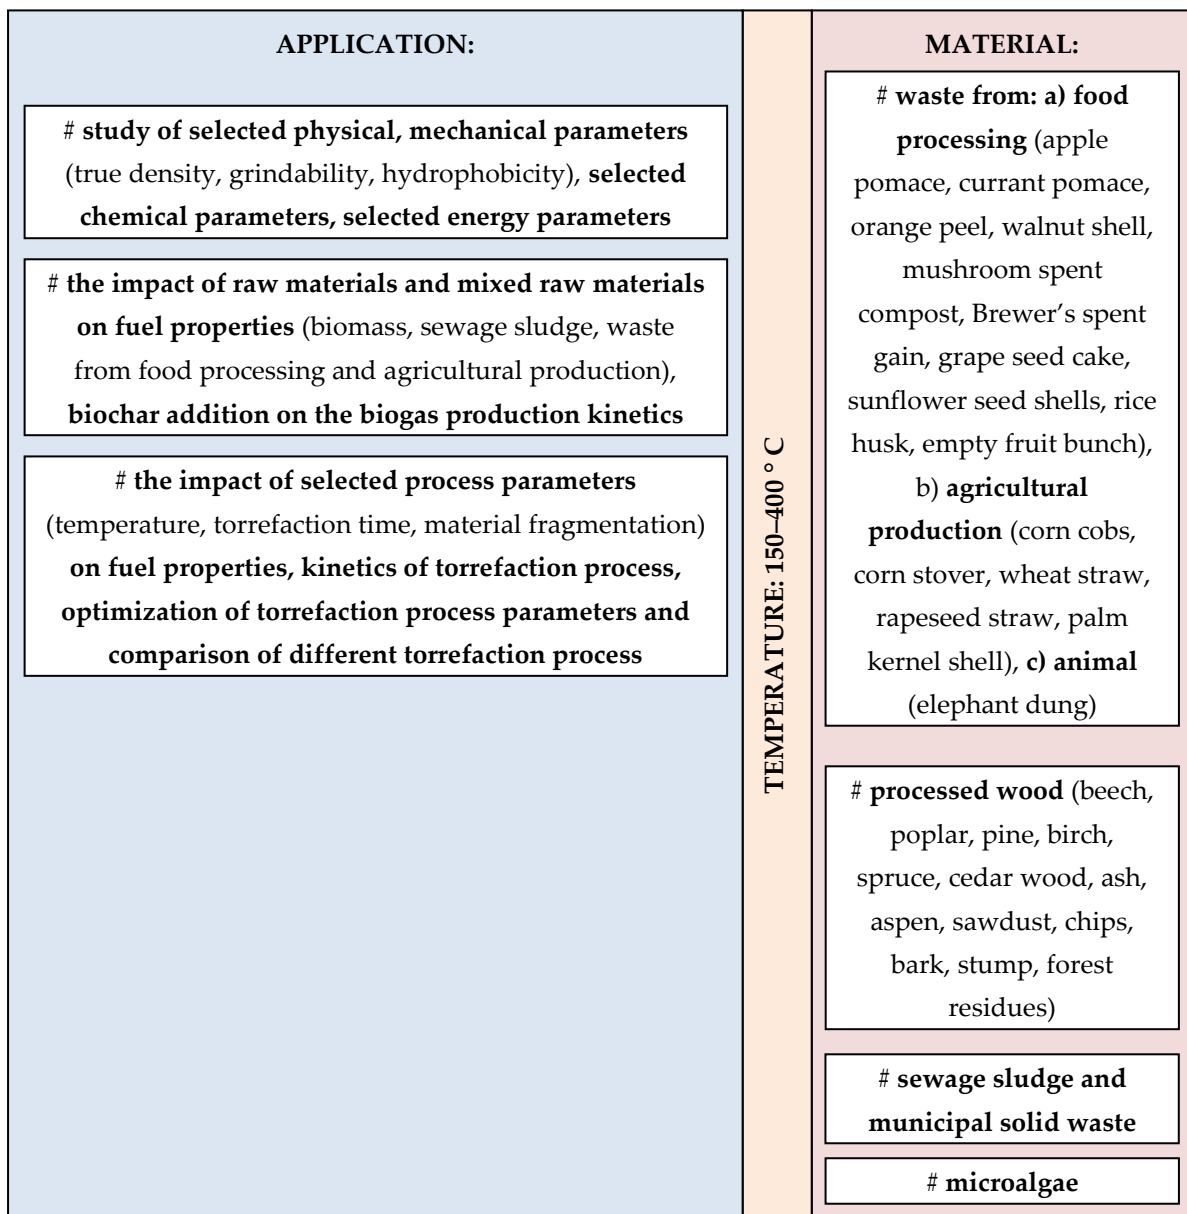 APPLICATION:
# study of selected physical, mechanical parameters
(true density, grindability, hydrophobicity), selected
chemical parameters, selected energy parameters
# the impact of raw materials and mixed raw materials
on fuel properties (biomass, sewage sludge, waste
from food processing and agricultural production),
biochar addition on the biogas production kinetics
# the impact of selected process parameters
(temperature, torrefaction time, material fragmentation)
on fuel properties, kinetics of torrefaction process,
optimization of torrefaction process parameters and
comparison of different torrefaction process
TEMPERATURE: 150–400 ° C
MATERIAL:
# waste from: a) food
processing (apple
pomace, currant pomace,
orange peel, walnut shell,
mushroom spent
compost, Brewer’s spent
gain, grape seed cake,
sunflower seed shells, rice
husk, empty fruit bunch),
b) agricultural
production (corn cobs,
corn stover, wheat straw,
rapeseed straw, palm
kernel shell), c) animal
(elephant dung)
# processed wood (beech,
poplar, pine, birch,
spruce, cedar wood, ash,
aspen, sawdust, chips,
bark, stump, forest
residues)
# sewage sludge and
municipal solid waste
# microalgae